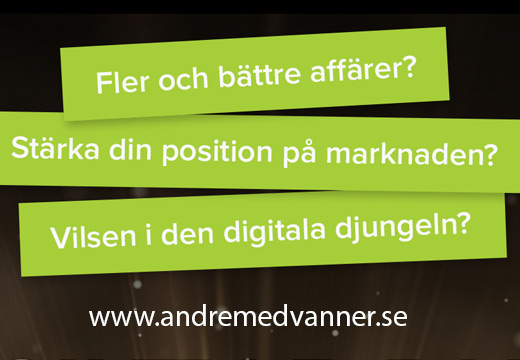 Fler och bättre affärer?
Stärka din position på marknaden?
Vilsen i den digitala djungeln?
www.andremedvanner.se